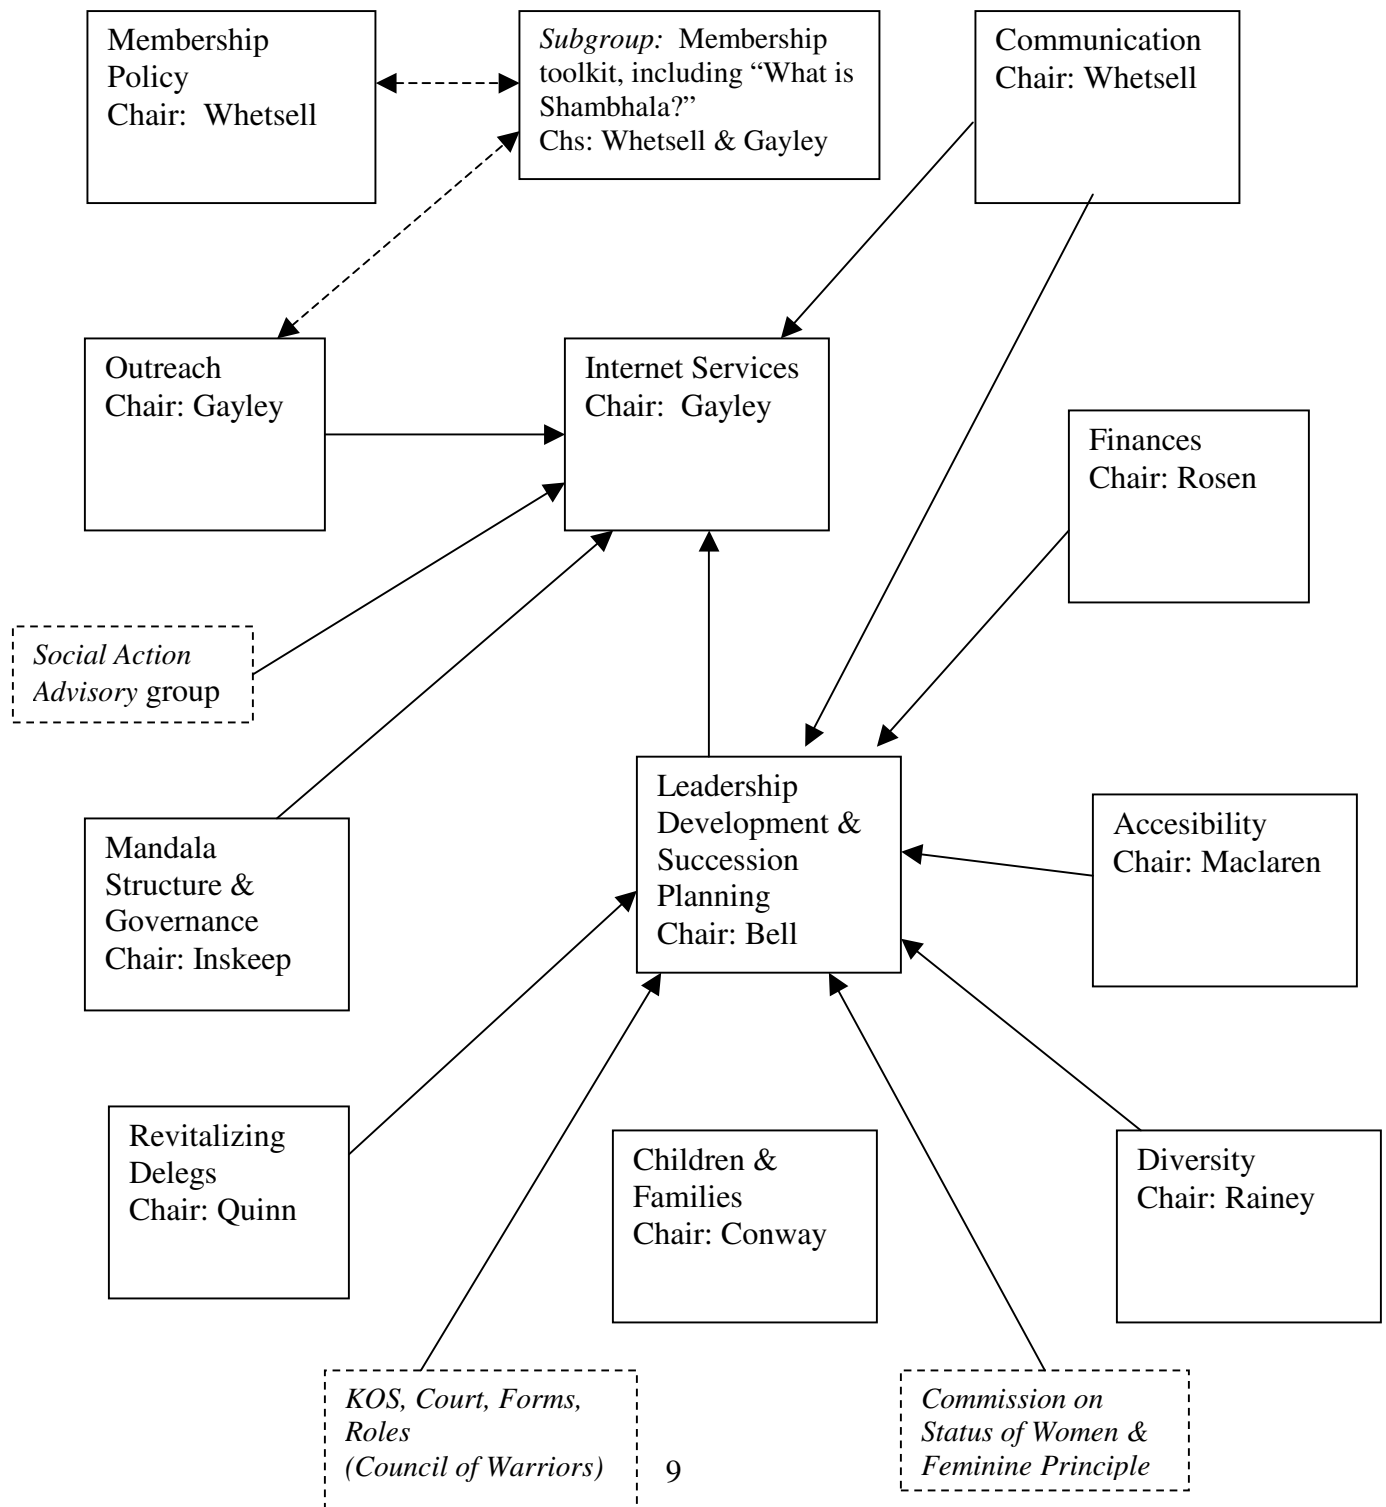 Membership
Policy
Chair:  Whetsell
Subgroup:  Membership
toolkit, including “What is
Shambhala?”
Chs: Whetsell & Gayley
Communication
Chair: Whetsell
Outreach
Chair: Gayley
Internet Services
Chair:  Gayley
Finances
Chair: Rosen
Social Action
Advisory group
Mandala
Structure &
Governance
Chair: Inskeep
Leadership
Development &
Succession
Planning
Chair: Bell
Accesibility
Chair: Maclaren
Revitalizing
Delegs
Chair: Quinn
Children &
Families
Chair: Conway
Diversity
Chair: Rainey
KOS, Court, Forms,
Roles
(Council of Warriors)
Commission on
Status of Women &
Feminine Principle
9